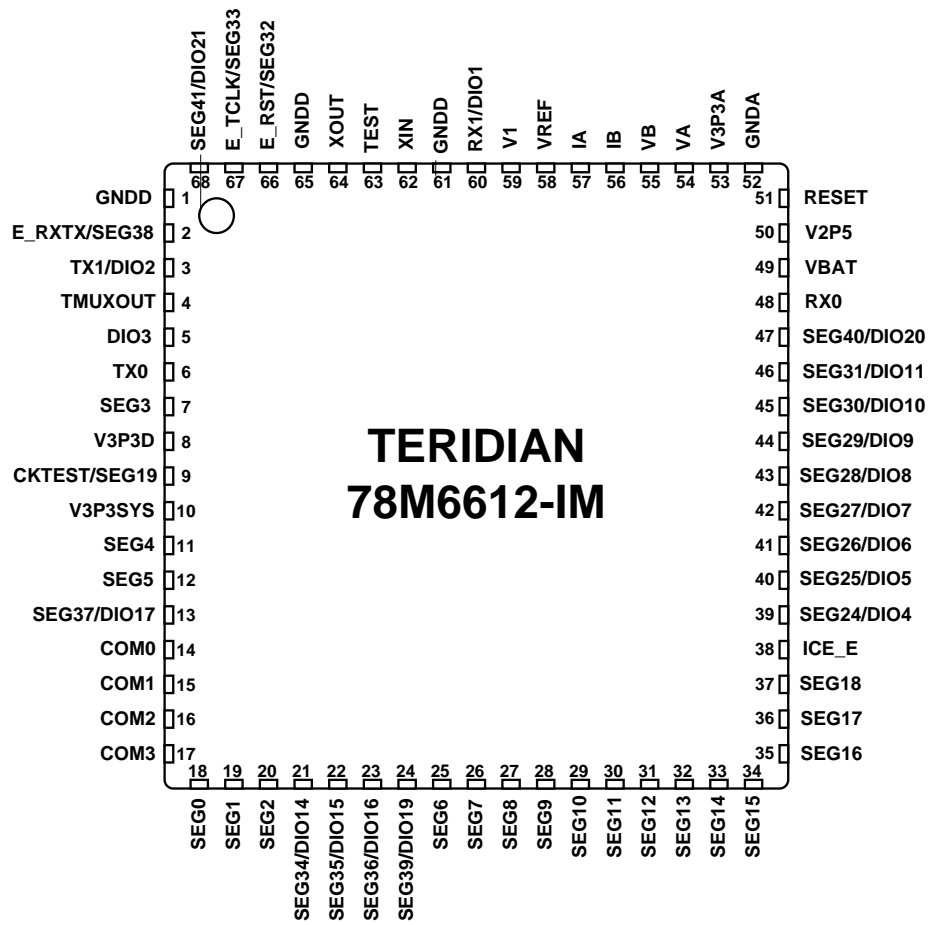 SEG41/DIO21
E_TCLK/SEG33
E_RST/SEG32
GNDD
XOUT
TEST
XIN
GNDD
RX1/DIO1
V1
VREF
IA
IB
VB
VA
V3P3A
GNDA
68 67 66 65 64 63 62 61 60 59 58 57 56 55 54 53 52
GNDD 1
E_RXTX/SEG38 2
TX1/DIO2 3
TMUXOUT 4
DIO3 5
TX0 6
SEG3 7
V3P3D 8
CKTEST/SEG19 9
V3P3SYS 10
SEG4 11
SEG5 12
SEG37/DIO17 13
COM0 14
COM1 15
COM2 16
COM3 17
TERIDIAN
78M6612-IM
51 RESET
50 V2P5
49 VBAT
48 RX0
47 SEG40/DIO20
46 SEG31/DIO11
45 SEG30/DIO10
44 SEG29/DIO9
43 SEG28/DIO8
42 SEG27/DIO7
41 SEG26/DIO6
40 SEG25/DIO5
39 SEG24/DIO4
38 ICE_E
37 SEG18
36 SEG17
35 SEG16
18 19 20 21 22 23 24 25 26 27 28 29 30 31 32 33 34
SEG0
SEG1
SEG2
SEG34/DIO14
SEG35/DIO15
SEG36/DIO16
SEG39/DIO19
SEG6
SEG7
SEG8
SEG9
SEG10
SEG11
SEG12
SEG13
SEG14
SEG15